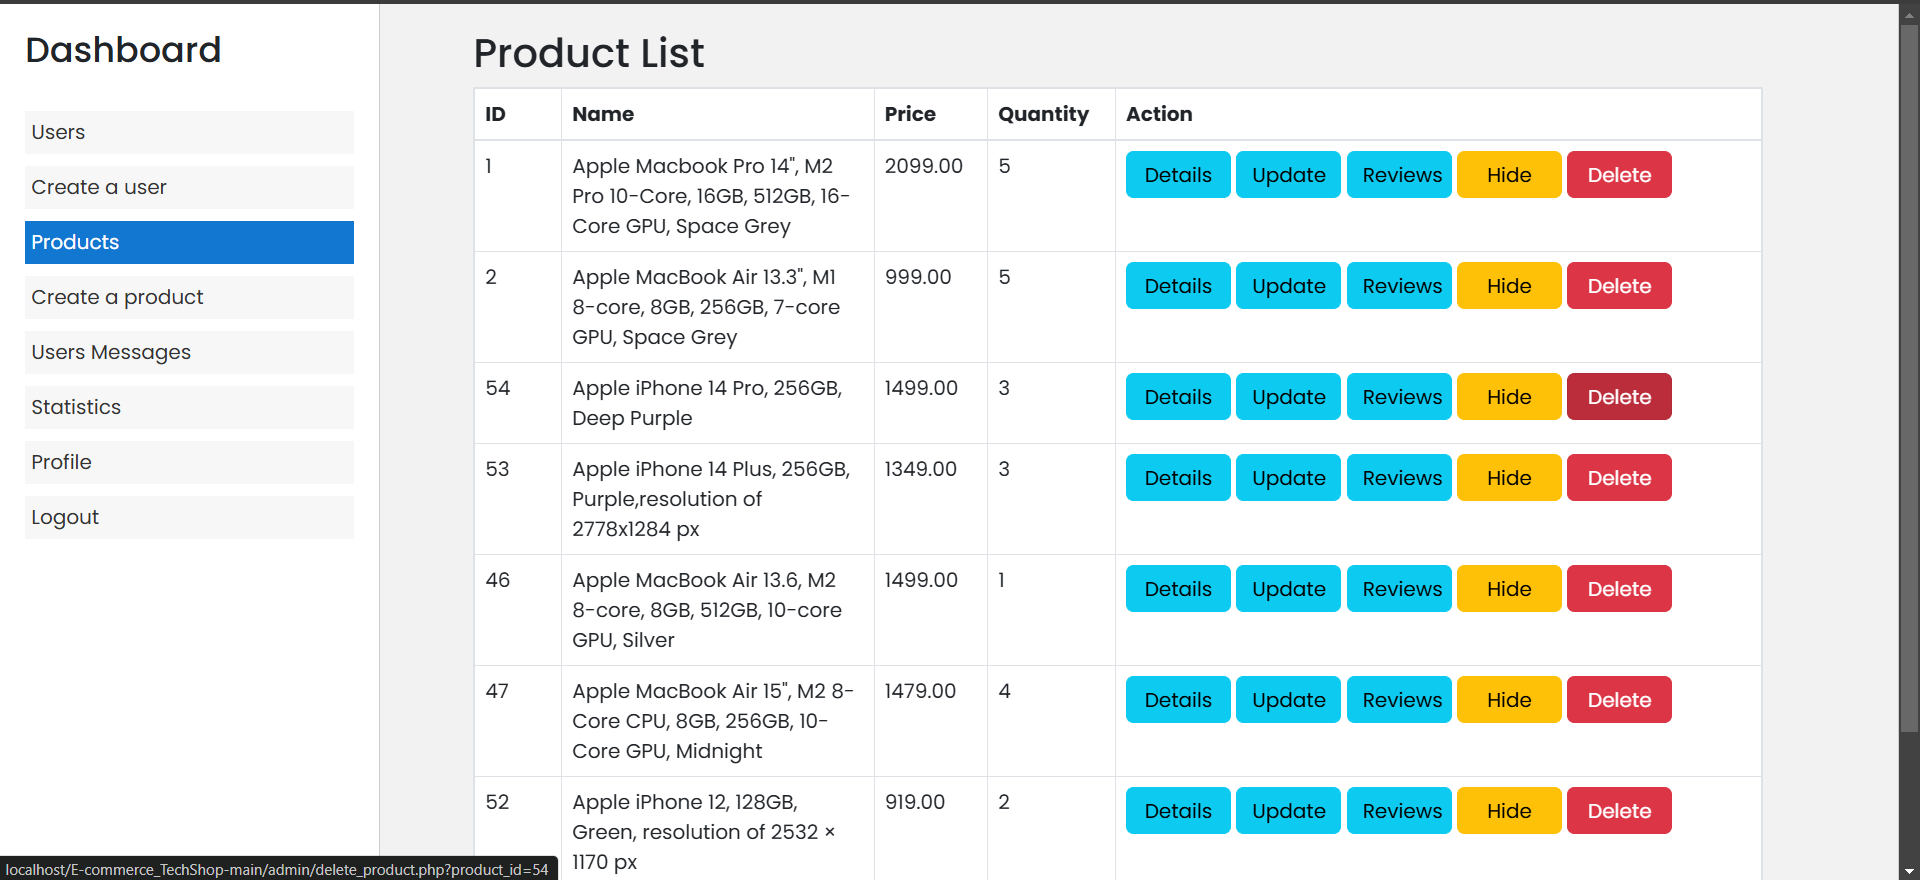 Dashboard
Users
Create a user
Products
Create a product
Users Messages
Statistics
Profile
Logout
Product List
ID Name Price Quantity Action
1 Apple Macbook Pro 14", M2 2099.00 5 Details Update Reviews Hide Delete
Pro 10-Core, 16GB, 512GB, 16-
Core GPU, Space Grey
2 Apple MacBook Air 13.3", M1 999.00 5 Details Update Reviews Hide Delete
8-core, 8GB, 256GB, 7-core
GPU, Space Grey
54 Apple iPhone 14 Pro, 256GB, 1499.00 3 Details Update Reviews Hide Delete
Deep Purple
53 Apple iPhone 14 Plus, 256GB, 1349.00 3 Details Update Reviews Hide Delete
Purple,resolution of
2778x1284 px
46 Apple MacBook Air 13.6, M2 1499.00 1 Details Update Reviews Hide Delete
8-core, 8GB, 512GB, 10-core
GPU, Silver
47 Apple MacBook Air 15", M2 8- 1479.00 4 Details Update Reviews Hide Delete
Core CPU, 8GB, 256GB, 10-
Core GPU, Midnight
52 Apple iPhone 12, 128GB, 919.00 2 Details Update Reviews Hide Delete
Green, resolution of 2532 ×
1170 px
localhost/E-commerce_TechShop-main/admin/delete_product.php?product_id=54